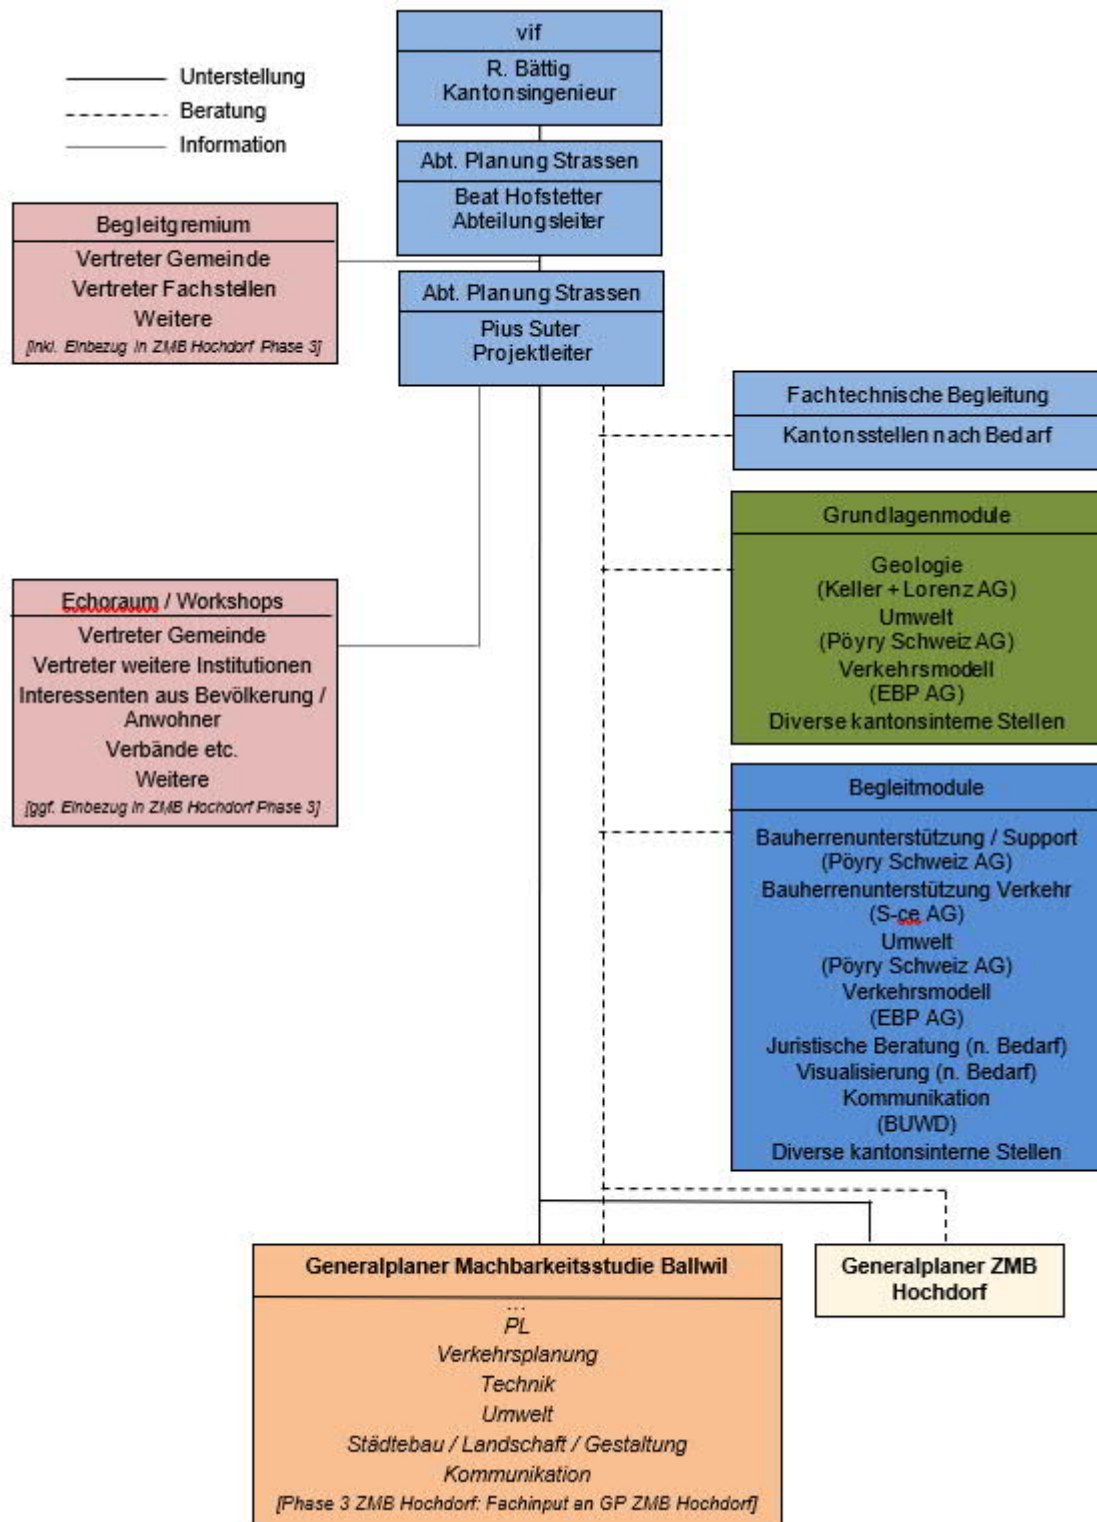 vif
R. Bättig
Kantonsingenieur
Unterstellung
Beratung
Information
Abt. Planung Strassen
Beat Hofstetter
Abteilungsleiter
Begleitgremium
Vertreter Gemeinde
Vertreter Fachstellen
Weitere
[inkl. Einbezug in ZMB Hochdorf Phase 3]
Abt. Planung Strassen
Pius Suter
Projektleiter
Fachtechnische Begleitung
Kantonsstellen nach Bedarf
Grundlagenmodule
Geologie
(Keller + Lorenz AG)
Umwelt
(Pöyry Schweiz AG)
Verkehrsmodell
(EBP AG)
Diverse kantonsinterne Stellen
Echoraum / Workshops
Vertreter Gemeinde
Vertreter weitere Institutionen
Interessenten aus Bevölkerung /
Anwohner
Verbände etc.
Weitere
[ggf. Einbezug in ZMB Hochdorf Phase 3]
Begleitmodule
Bauherrenunterstützung / Support
(Pöyry Schweiz AG)
Bauherrenunterstützung Verkehr
(S-ce AG)
Umwelt
(Pöyry Schweiz AG)
Verkehrsmodell
(EBP AG)
Juristische Beratung (n. Bedarf)
Visualisierung (n. Bedarf)
Kommunikation
(BUWD)
Diverse kantonsinterne Stellen
Generalplaner Machbarkeitsstudie Ballwil
...
PL
Verkehrsplanung
Technik
Umwelt
Städtebau / Landschaft / Gestaltung
Kommunikation
[Phase 3 ZMB Hochdorf: Fachinput an GP ZMB Hochdorf]
Generalplaner ZMB
Hochdorf